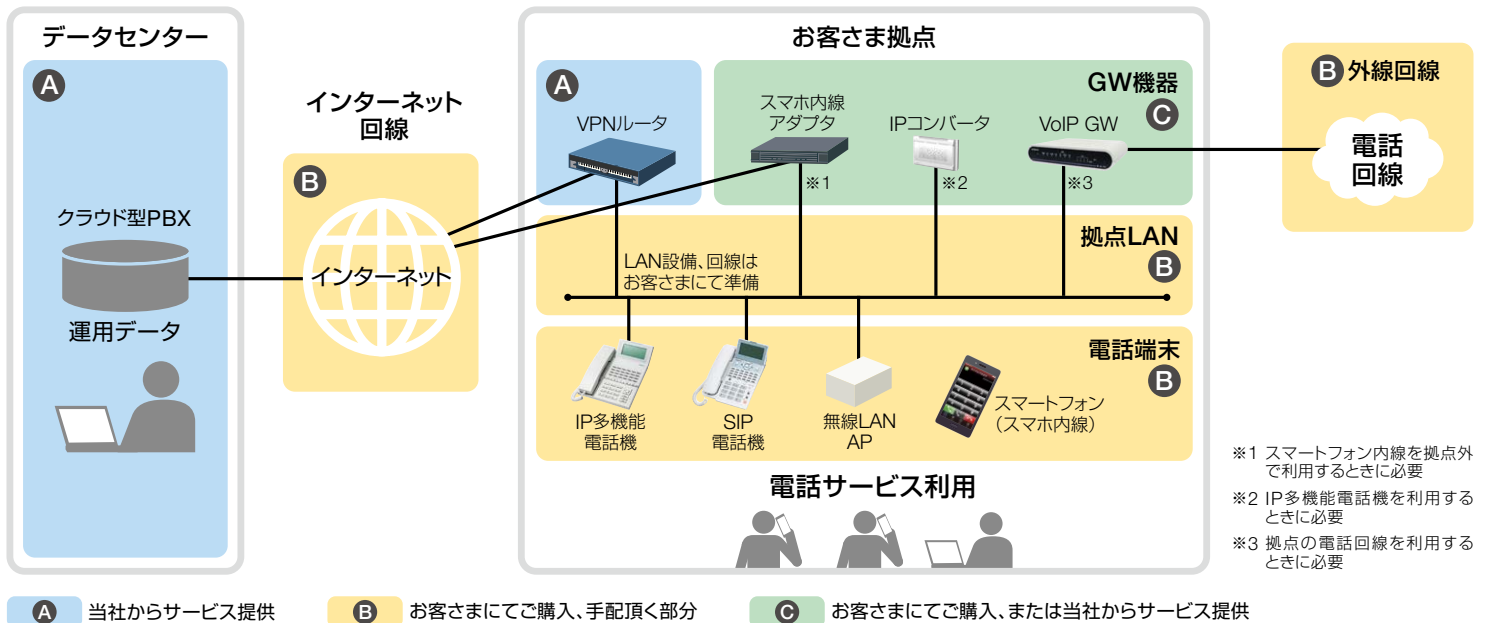 データセンター
A
クラウド型PBX
運用データ
インターネット
回線
B
インターネット
お客さま拠点
A
VPNルータ
GW機器
C
スマホ内線
アダプタ
※1
IPコンバータ
※2
VoIP GW
※3
拠点LAN
B
LAN設備、回線は
お客さまにて準備
電話端末
B
IP多機能
電話機
SIP
電話機
無線LAN
AP
スマートフォン
（スマホ内線）
電話サービス利用
B 外線回線
電話
回線
※1 スマートフォン内線を拠点外
で利用するときに必要
※2 IP多機能電話機を利用する
ときに必要
※3 拠点の電話回線を利用する
ときに必要
A 当社からサービス提供
B お客さまにてご購入、手配頂く部分
C お客さまにてご購入、または当社からサービス提供